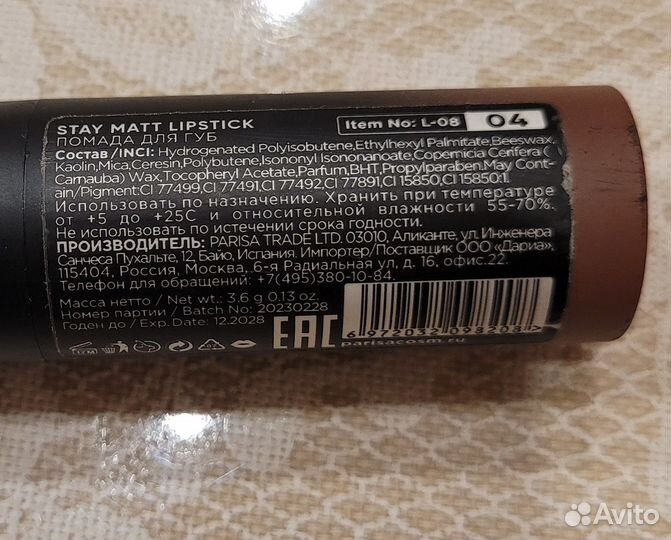 STAY MATT LIPSTICK
ПОМАДА ДЛЯ ГУБ
Item No: L-08 04
Состав /INCI: Hydrogenated Polyisobutene,Ethylhexyl Palmitate,Beeswax,
Kaolin,Mica,Ceresin,Polybutene,Isononyl Isononanoate,Copernicia Cerifera (
Carnauba) Wax,Tocopheryl Acetate,Parfum,BHT,Propylparaben.May Cont-
ain/Pigment:CI 77499,CI 77491,CI 77492,CI 77891,CI 15850,CI 15850:1.
Использовать по назначению. Хранить при температуре
от +5 до +25С и относительной влажности 55-70%.
Не использовать по истечении срока годности.
ПРОИЗВОДИТЕЛЬ: PARISA TRADE LTD. 03010, Аликанте, ул. Инженера
Санчеса Пухальте, 12, Байо, Испания. Импортер/Поставщик ООО «Дариа»,
115404, Россия, Москва, 6-я Радиальная ул, д. 16, офис.22.
Телефон для обращений: +7(495)380-10-84.
Масса нетто / Net wt.: 3.6 g 0.13 oz.
Номер партии / Batch No: 20230228
Годен до / Exp.Date: 12.2028
12M
EAC
6 972032 098208
parisacosm.ru
Avito